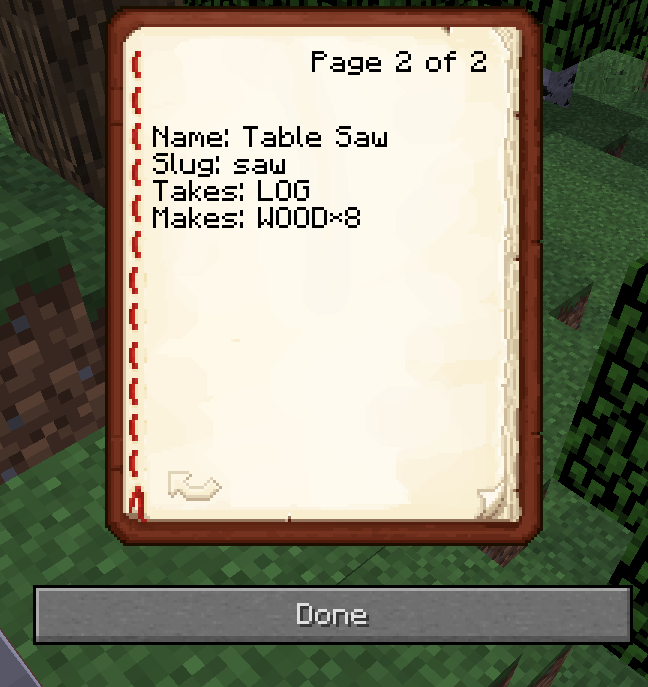 Page 2 of 2
Name: Table Saw
Slug: saw
Takes: LOG
Makes: WOOD×8
Done